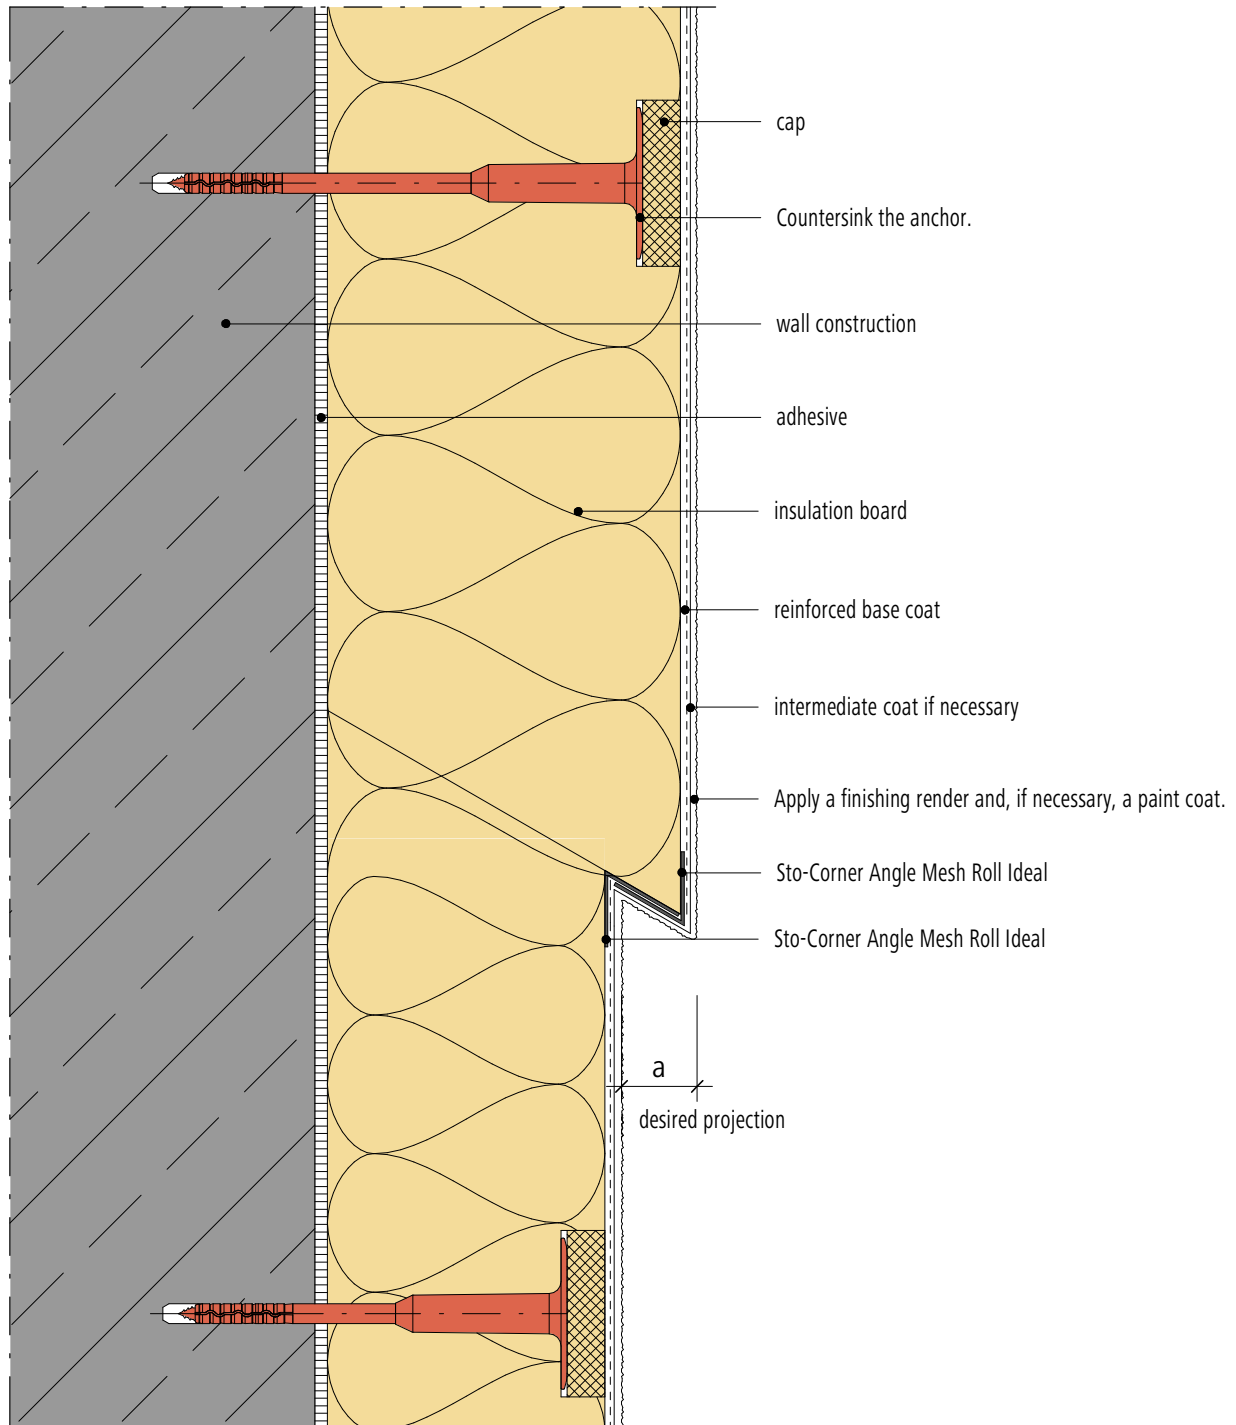 cap
Countersink the anchor.
wall construction
adhesive
insulation board
reinforced base coat
intermediate coat if necessary
Apply a finishing render and, if necessary, a paint coat.
Sto-Corner Angle Mesh Roll Ideal
Sto-Corner Angle Mesh Roll Ideal
a
desired projection